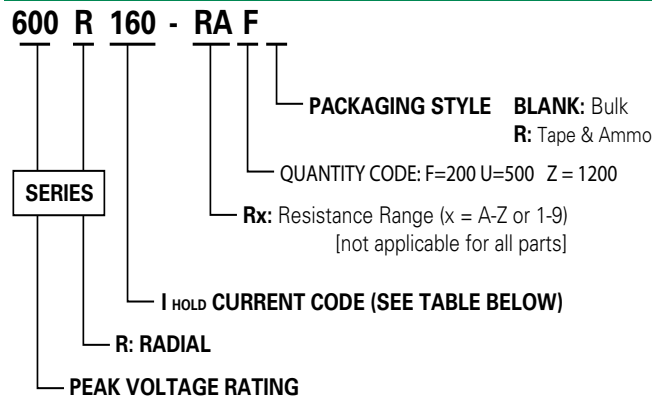 600 R 160 - RA F
PACKAGING STYLE BLANK: Bulk
R: Tape & Ammo
QUANTITY CODE: F=200 U=500 Z = 1200
SERIES
Rx: Resistance Range (x = A-Z or 1-9)
[not applicable for all parts]
I HOLD CURRENT CODE (SEE TABLE BELOW)
R: RADIAL
PEAK VOLTAGE RATING